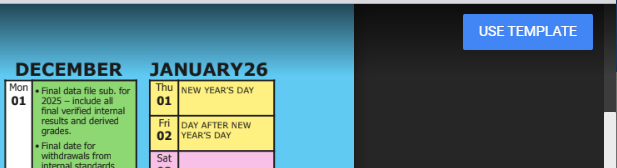 USE TEMPLATE
DECEMBER
JANUARY26
Mon
01
• Final data file sub. for
2025 – include all
final verified internal
results and derived
grades.
• Final date for
withdrawals from
internal standards
Thu
01
NEW YEAR'S DAY
Fri
02
DAY AFTER NEW
YEAR'S DAY
Sat